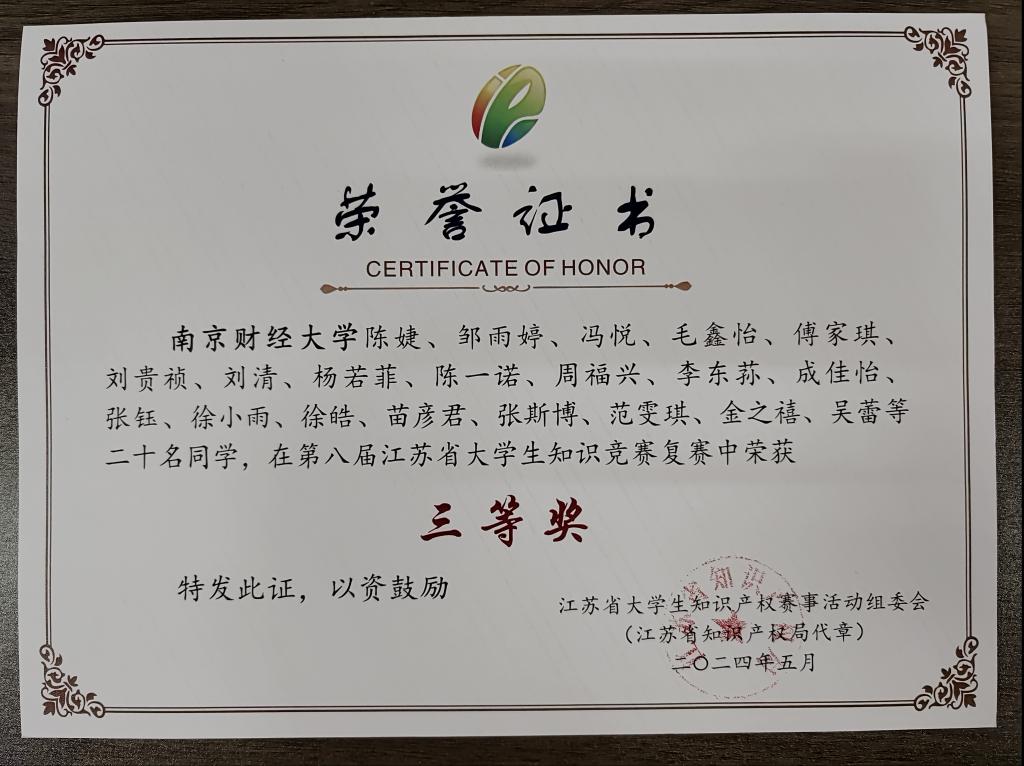 荣誉证书
CERTIFICATE OF HONOR
南京财经大学陈婕、邹雨婷、冯悦、毛鑫怡、傅家琪、
刘贵祯、刘清、杨若菲、陈一诺、周福兴、李东荪、成佳怡、
张钰、徐小雨、徐皓、苗彦君、张斯博、范雯琪、金之禧、吴蕾等
二十名同学，在第八届江苏省大学生知识竞赛复赛中荣获
三等奖
特发此证，以资鼓励
江苏省大学生知识产权赛事活动组委会
（江苏省知识产权局代章）
二〇二四年五月